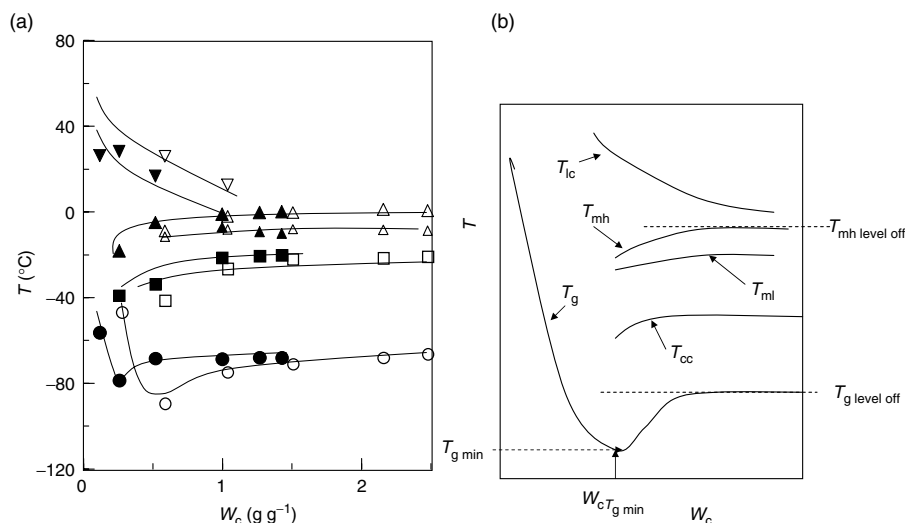 (a)
80
40
0
−40
−80
−120
T (°C)
0
1
2
Wc (g g−1)
(b)
T
Tlc
Tmh
Tmh level off
Tml
Tg
Tcc
Tg level off
Tg min
WcTg min
Wc